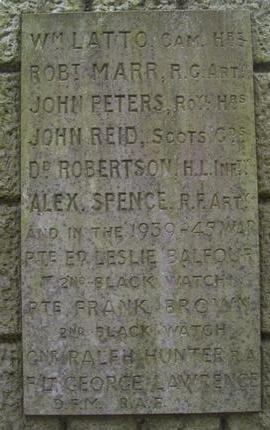 WM LATTO, CAM. HRS
ROBT MARR, R.G. ARTY
JOHN PETERS, ROYL HRS
JOHN REID, SCOTS GDS
DD ROBERTSON, H.L. INFTY
ALEX. SPENCE, R.F. ARTY
AND IN THE 1939-45 WAR
PTE ED. LESLIE BALFOUR
2ND BLACK WATCH
PTE FRANK BROWN
2ND BLACK WATCH
GNR RALPH HUNTER R.A.
F/LT GEORGE LAWRENCE
D.F.M. R.A.F.